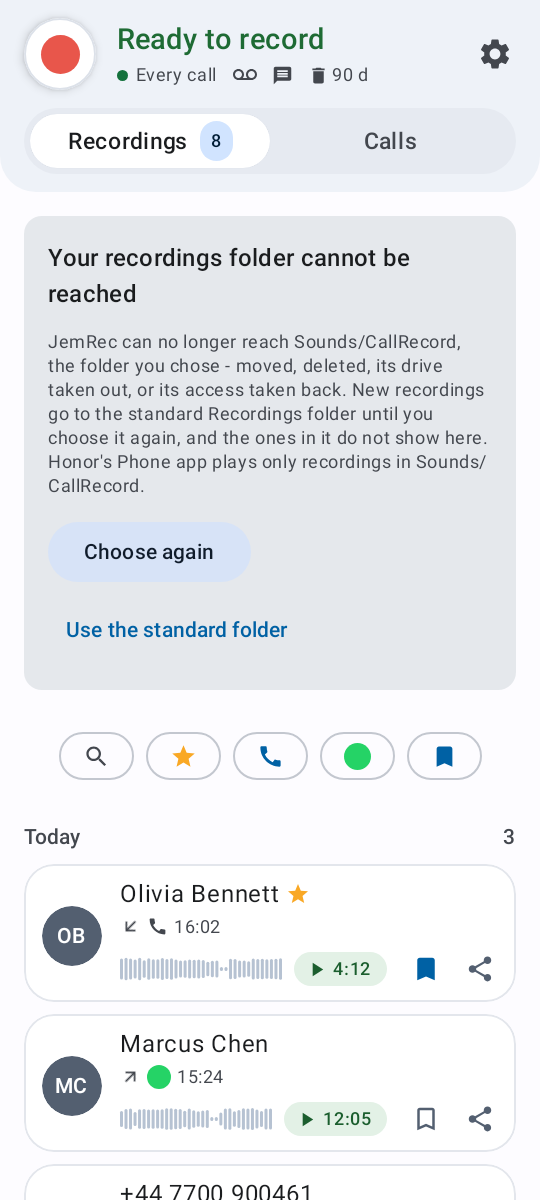 Ready to record
Every call
90 d
Recordings 8
Calls
Your recordings folder cannot be
reached
JemRec can no longer reach Sounds/CallRecord,
the folder you chose - moved, deleted, its drive
taken out, or its access taken back. New recordings
go to the standard Recordings folder until you
choose it again, and the ones in it do not show here.
Honor's Phone app plays only recordings in Sounds/
CallRecord.
Choose again
Use the standard folder
Today 3
OB
Olivia Bennett
16:02
4:12
MC
Marcus Chen
15:24
12:05
+44 7700 900461